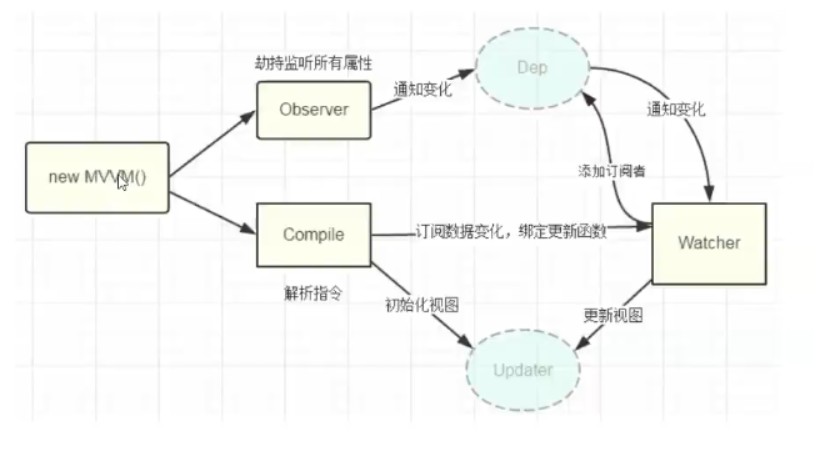 劫持监听所有属性
Dep
Observer
通知变化
通知变化
new MVVM()
添加订阅者
Compile
订阅数据变化，绑定更新函数
Watcher
解析指令
初始化视图
更新视图
Updater